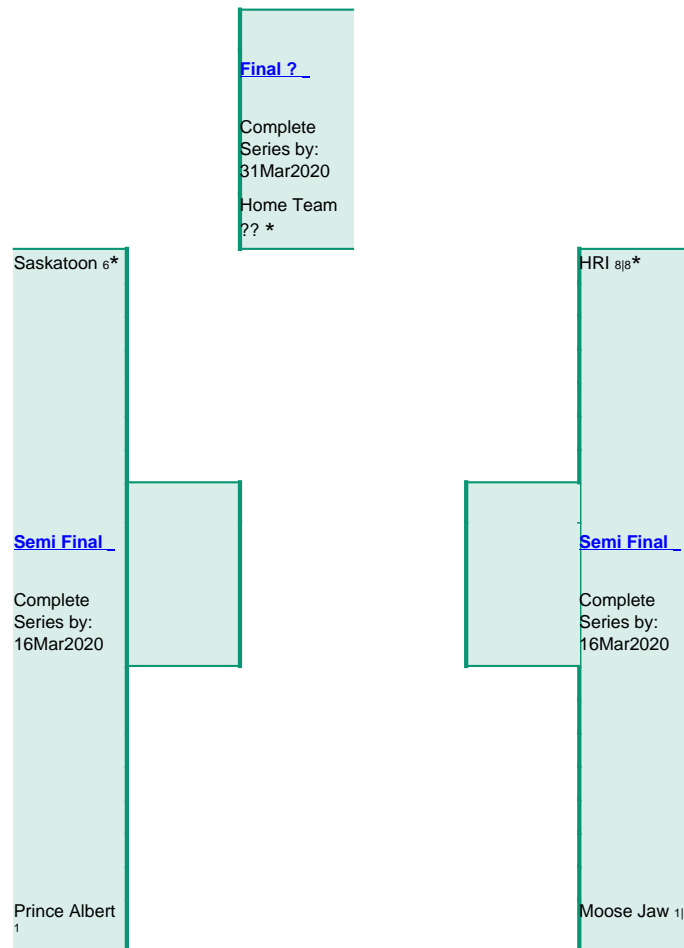 Final ? _
Complete
Series by:
31Mar2020
Home Team
?? *
Saskatoon 6*
Semi Final _
Complete
Series by:
16Mar2020
Prince Albert
1
HRI 8|8*
Semi Final _
Complete
Series by:
16Mar2020
Moose Jaw 1|